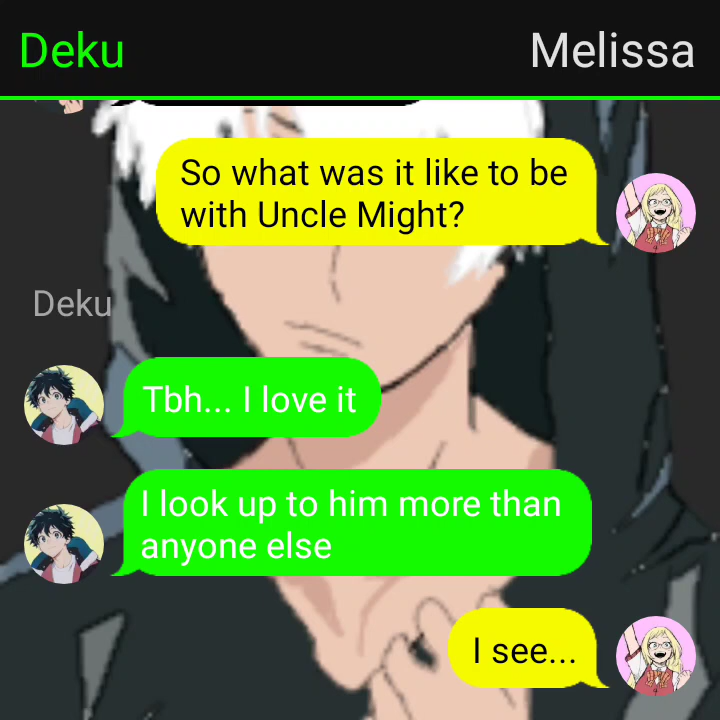 Deku
Melissa
So what was it like to be
with Uncle Might?
Deku
Tbh... I love it
I look up to him more than
anyone else
I see...